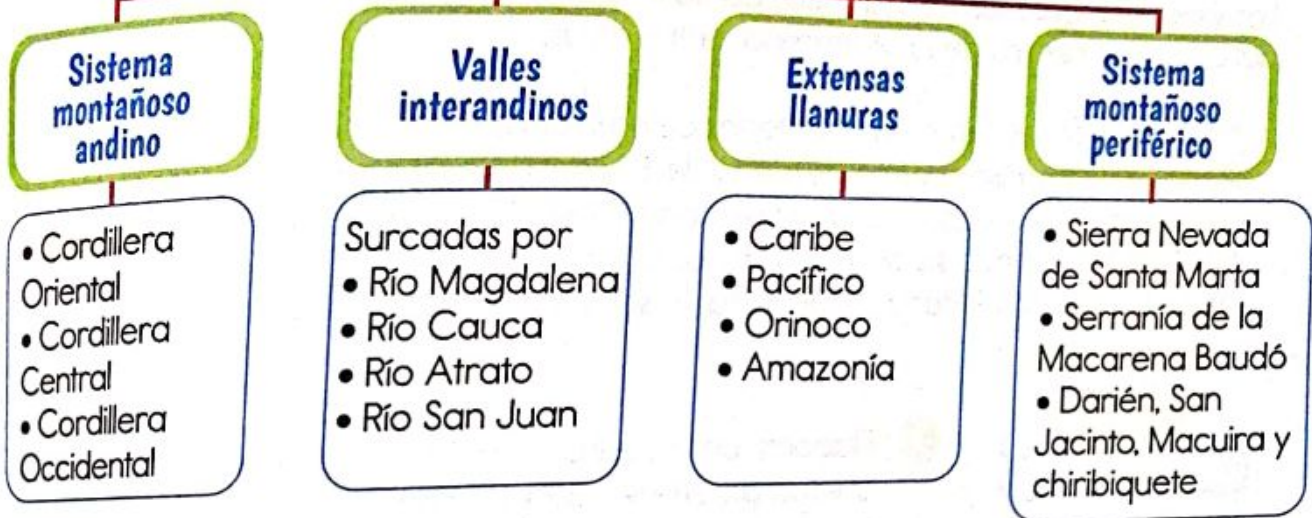 Sistema
montañoso
andino
• Cordillera
Oriental
• Cordillera
Central
• Cordillera
Occidental
Valles
interandinos
Surcadas por
• Río Magdalena
• Río Cauca
• Río Atrato
• Río San Juan
Extensas
llanuras
• Caribe
• Pacífico
• Orinoco
• Amazonía
Sistema
montañoso
periférico
• Sierra Nevada
de Santa Marta
• Serranía de la
Macarena Baudó
• Darién, San
Jacinto, Macuira y
chiribiquete